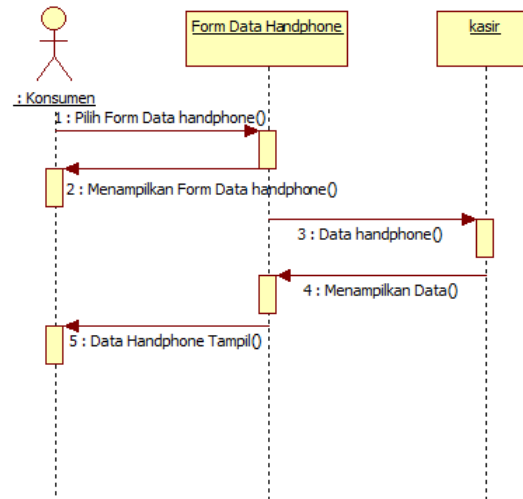 Form Data Handphone
kasir
: Konsumen
1 : Pilih Form Data handphone()
2 : Menampilkan Form Data handphone()
3 : Data handphone()
4 : Menampilkan Data()
5 : Data Handphone Tampil()